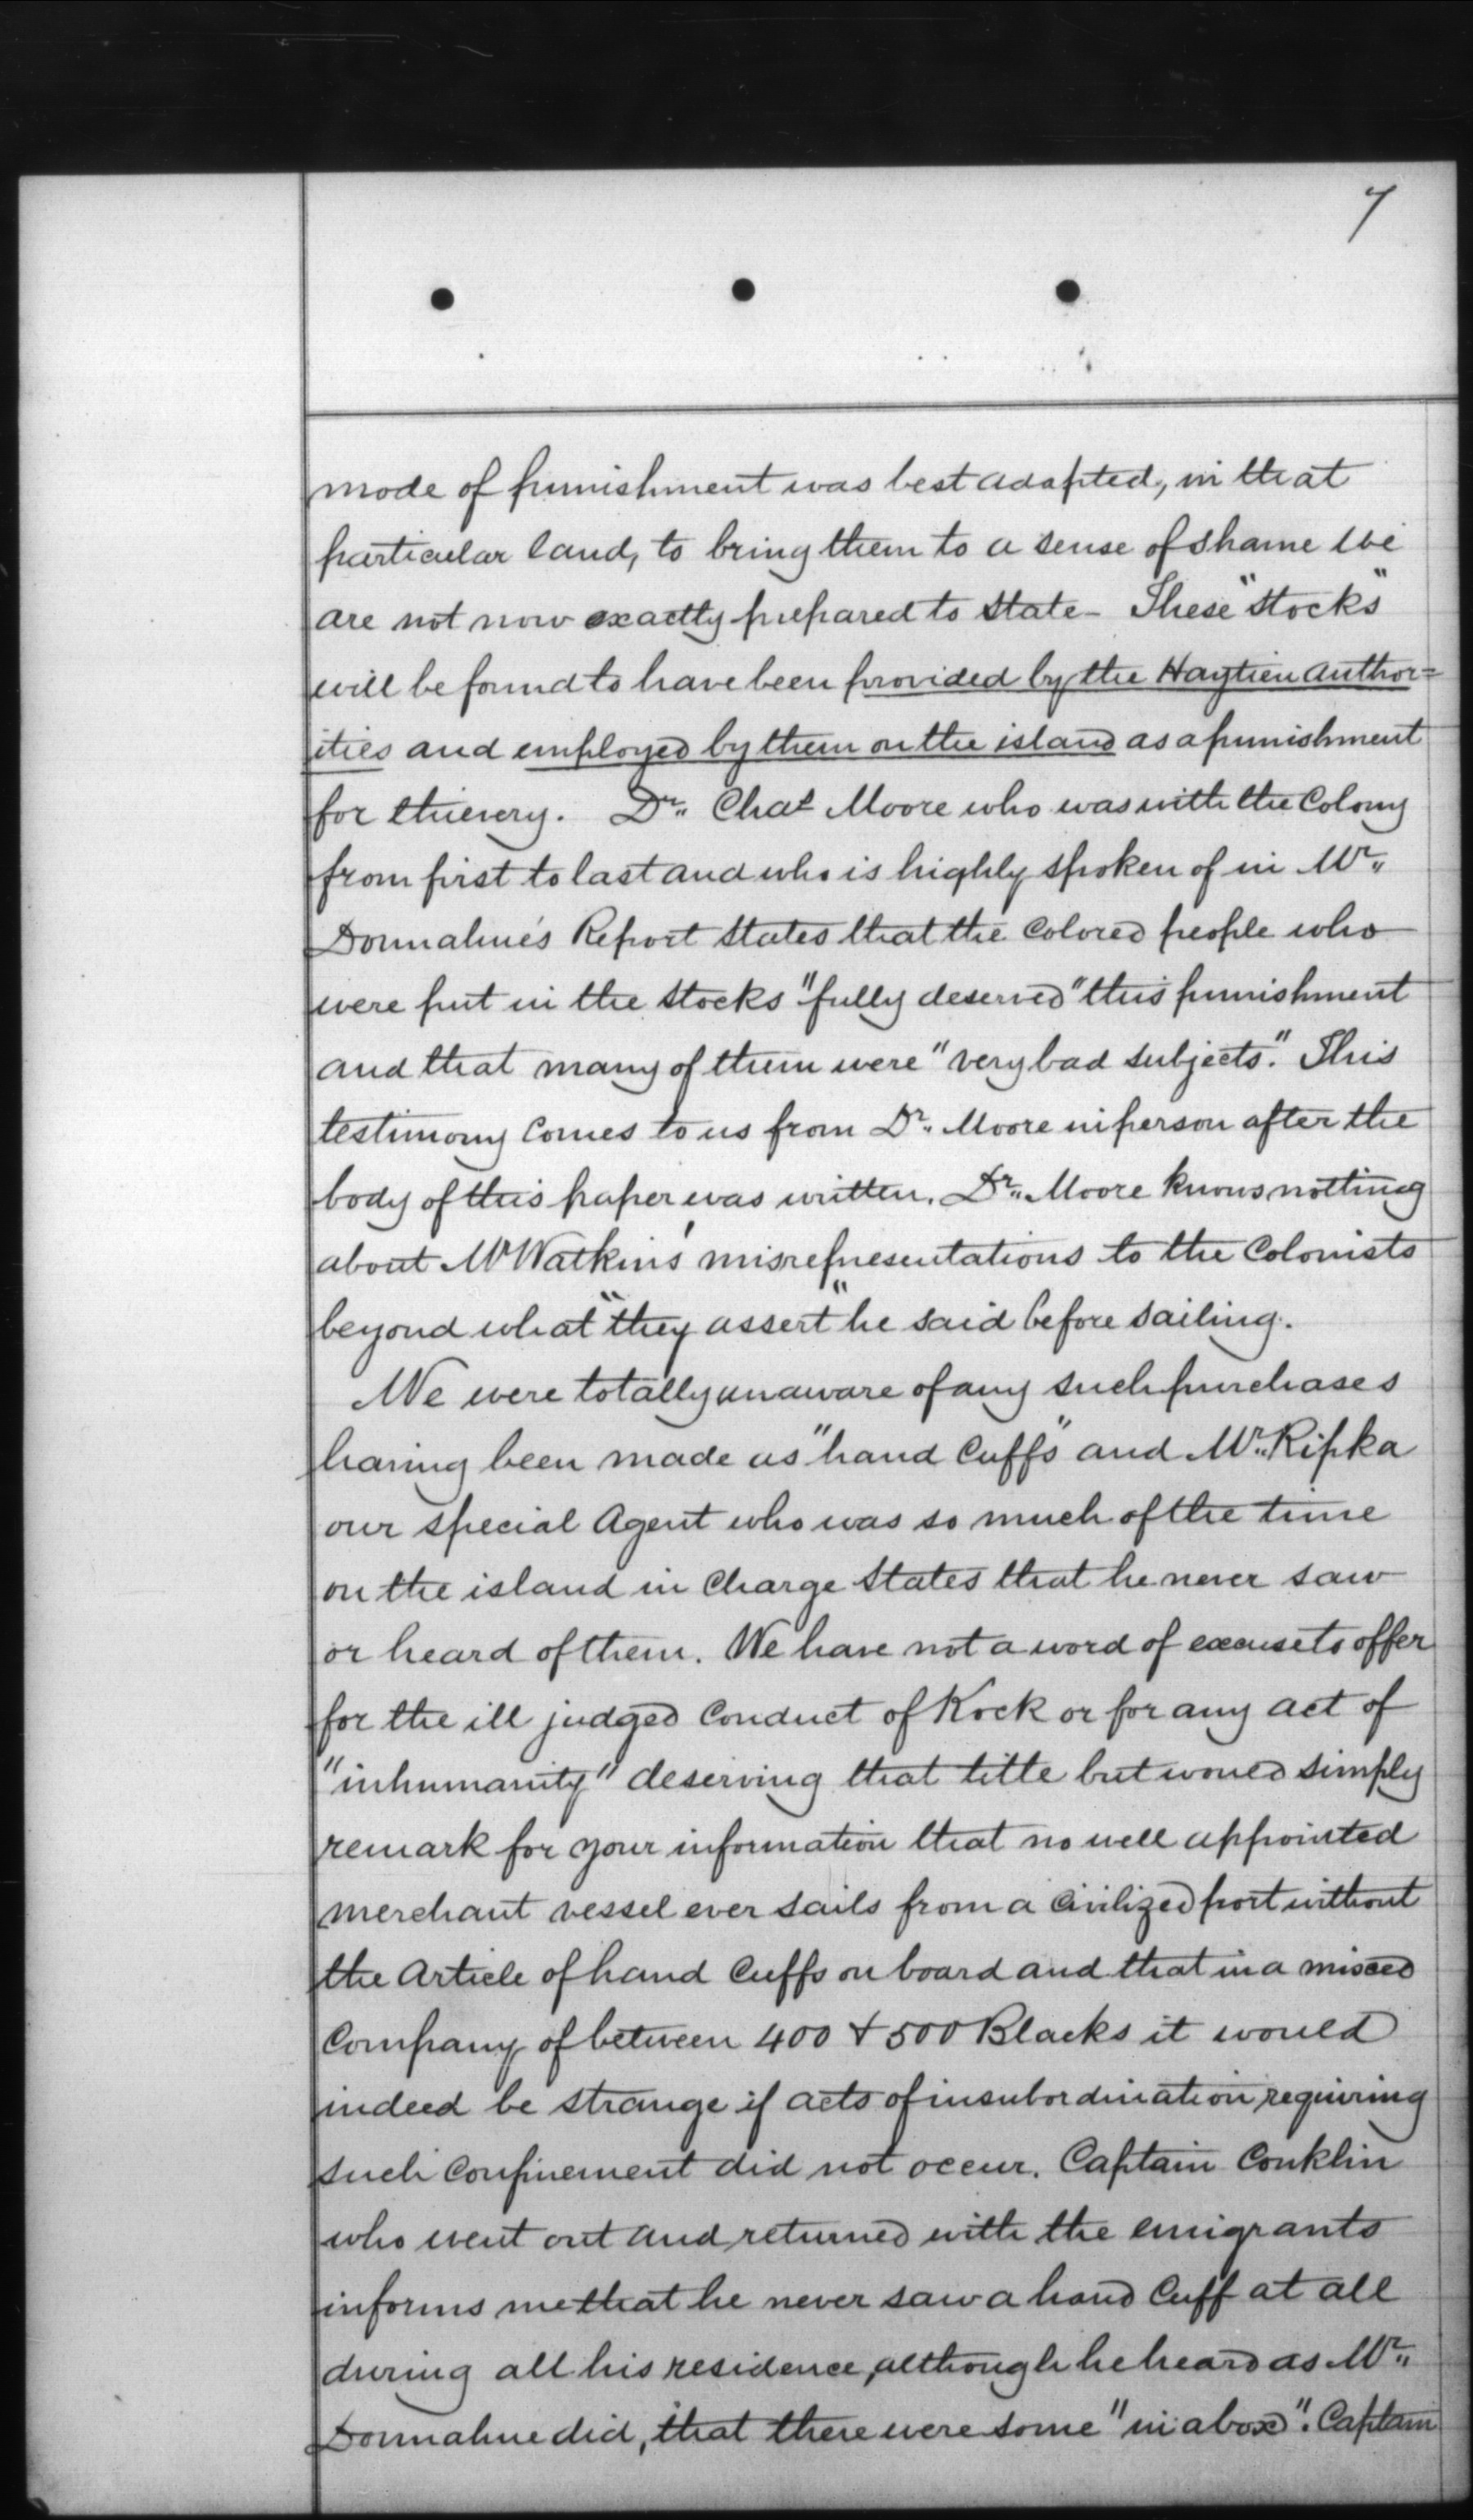 7
mode of punishment was best adapted, in that
particular land, to bring them to a sense of shame we
are not now exactly prepared to state - These "stocks"
will be found to have been provided by the Haytien Author=
ities and employed by them on the island as a punishment
for thievery. Dr. Chas Moore who was with the Colony
from first to last and who is highly spoken of in Mr.
Donnahue's Report states that the Colored people who
were put in the stocks "fully deserved" this punishment
and that many of them were "very bad subjects." This
testimony Comes to us from Dr. Moore in person after the
body of this paper was written. Dr. Moore knows nothing
about Mr Watkins' misrepresentations to the Colonists
beyond what "they assert" he said before sailing.
We were totally unaware of any such purchases
having been made as "hand Cuffs" and Mr. Ripka
our special Agent who was so much of the time
on the island in Charge states that he never saw
or heard of them. We have not a word of excuse to offer
for the ill judged Conduct of Kock or for any act of
"inhumanity" deserving that title but would simply
remark for your information that no well appointed
merchant vessel ever sails from a Civilized port without
the Article of hand Cuffs on board and that in a mixed
Company of between 400 & 500 Blacks it would
indeed be strange if acts of insubordination requiring
such Confinement did not occur. Captain Conklin
who went out and returned with the emigrants
informs me that he never saw a hand Cuff at all
during all his residence, although he heard as Mr.
Donnahue did, that there were some "in a box". Captain